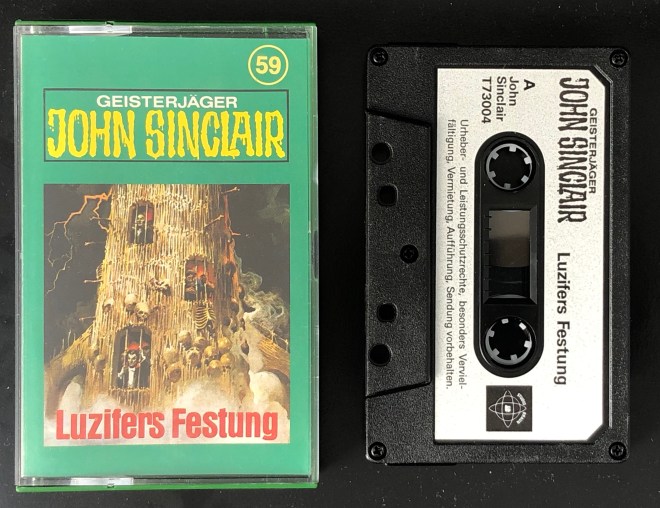 59
GEISTERJÄGER
JOHN SINCLAIR
Luzifers Festung
GEISTERJÄGER
JOHN SINCLAIR
Luzifers Festung
A
John
Sinclair
T73004
Urheber- und Leistungsschutzrechte, besonders Verviel-
fältigung, Vermietung, Aufführung, Sendung vorbehalten.